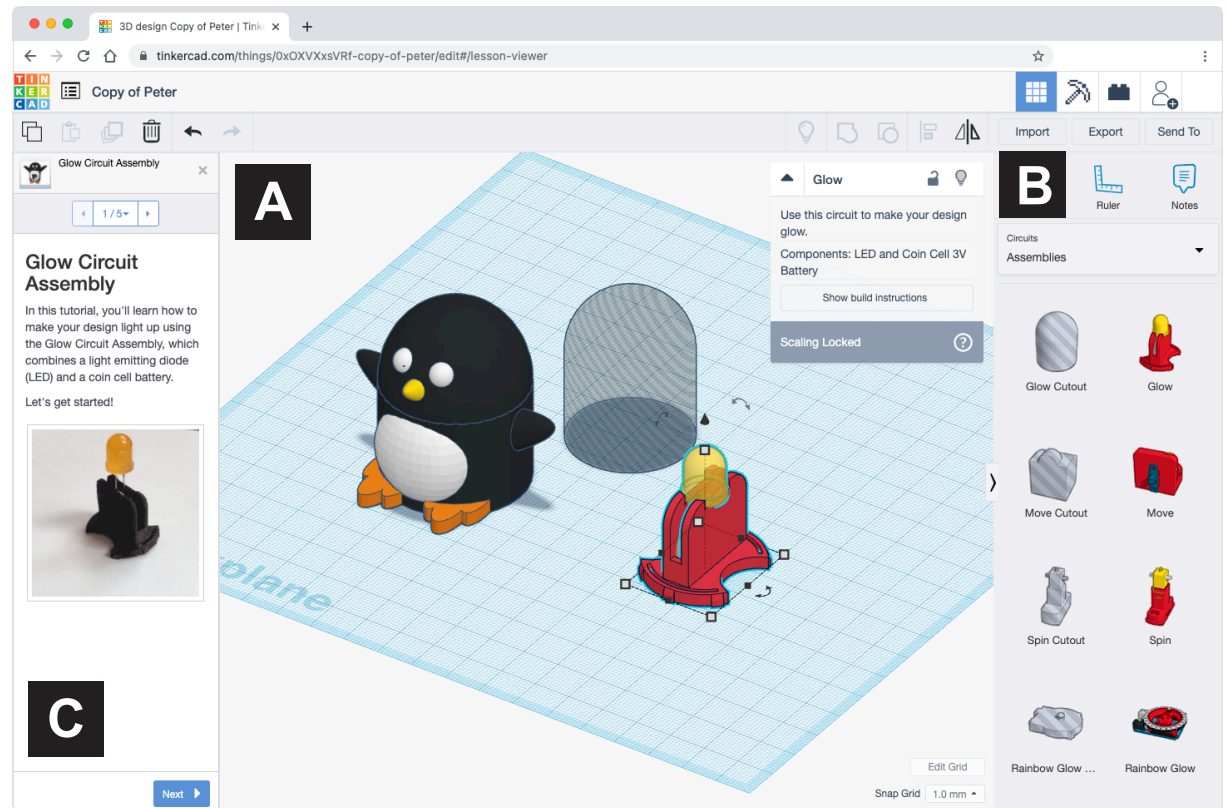 3D design Copy of Peter | Tink
tinkercad.com/things/0xOXVXxsVRf-copy-of-peter/edit#/lesson-viewer
TIN
KER
CAD
Copy of Peter
Import
Export
Send To
Glow Circuit Assembly
1 / 5
Glow Circuit
Assembly
In this tutorial, you'll learn how to
make your design light up using
the Glow Circuit Assembly, which
combines a light emitting diode
(LED) and a coin cell battery.
Let's get started!
C
Next
A
Glow
Use this circuit to make your design
glow.
Components: LED and Coin Cell 3V
Battery
Show build instructions
Scaling Locked
?
plane
Edit Grid
Snap Grid
1.0 mm
B
Ruler
Notes
Circuits
Assemblies
Glow Cutout
Glow
Move Cutout
Move
Spin Cutout
Spin
Rainbow Glow ...
Rainbow Glow